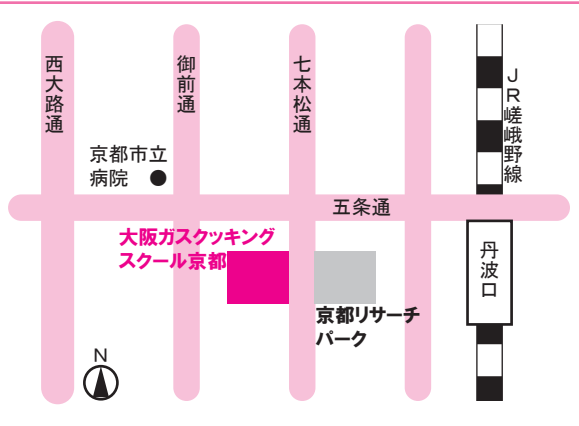 西大路通
御前通
七本松通
JR嵯峨野線
京都市立
病院
五条通
大阪ガスクッキング
スクール京都
丹波口
京都リサーチ
パーク
N